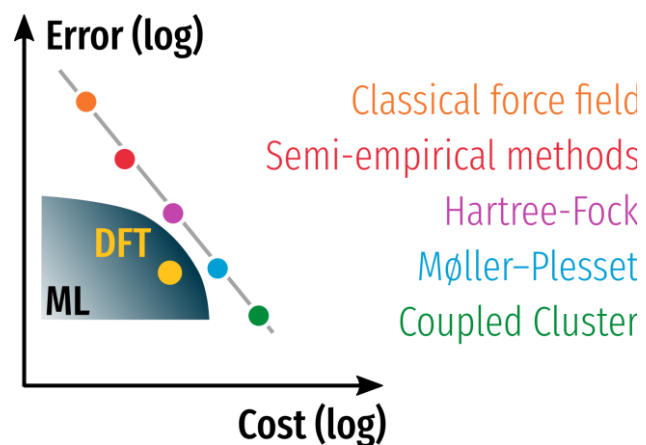 Error (log)
Classical force field
Semi-empirical methods
Hartree-Fock
DFT
Møller–Plesset
ML
Coupled Cluster
Cost (log)